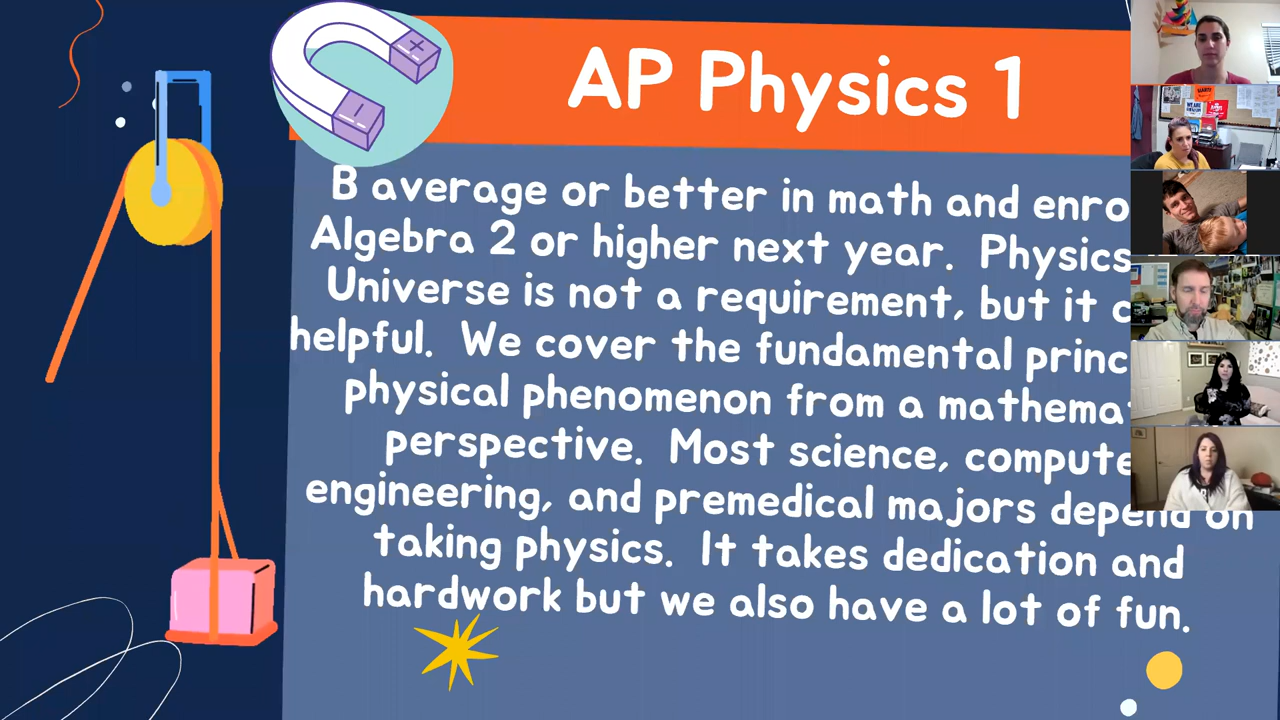 AP Physics 1
B average or better in math and enro
Algebra 2 or higher next year. Physics
Universe is not a requirement, but it c
helpful. We cover the fundamental princ
physical phenomenon from a mathema
perspective. Most science, compute
engineering, and premedical majors depend on
taking physics. It takes dedication and
hardwork but we also have a lot of fun.